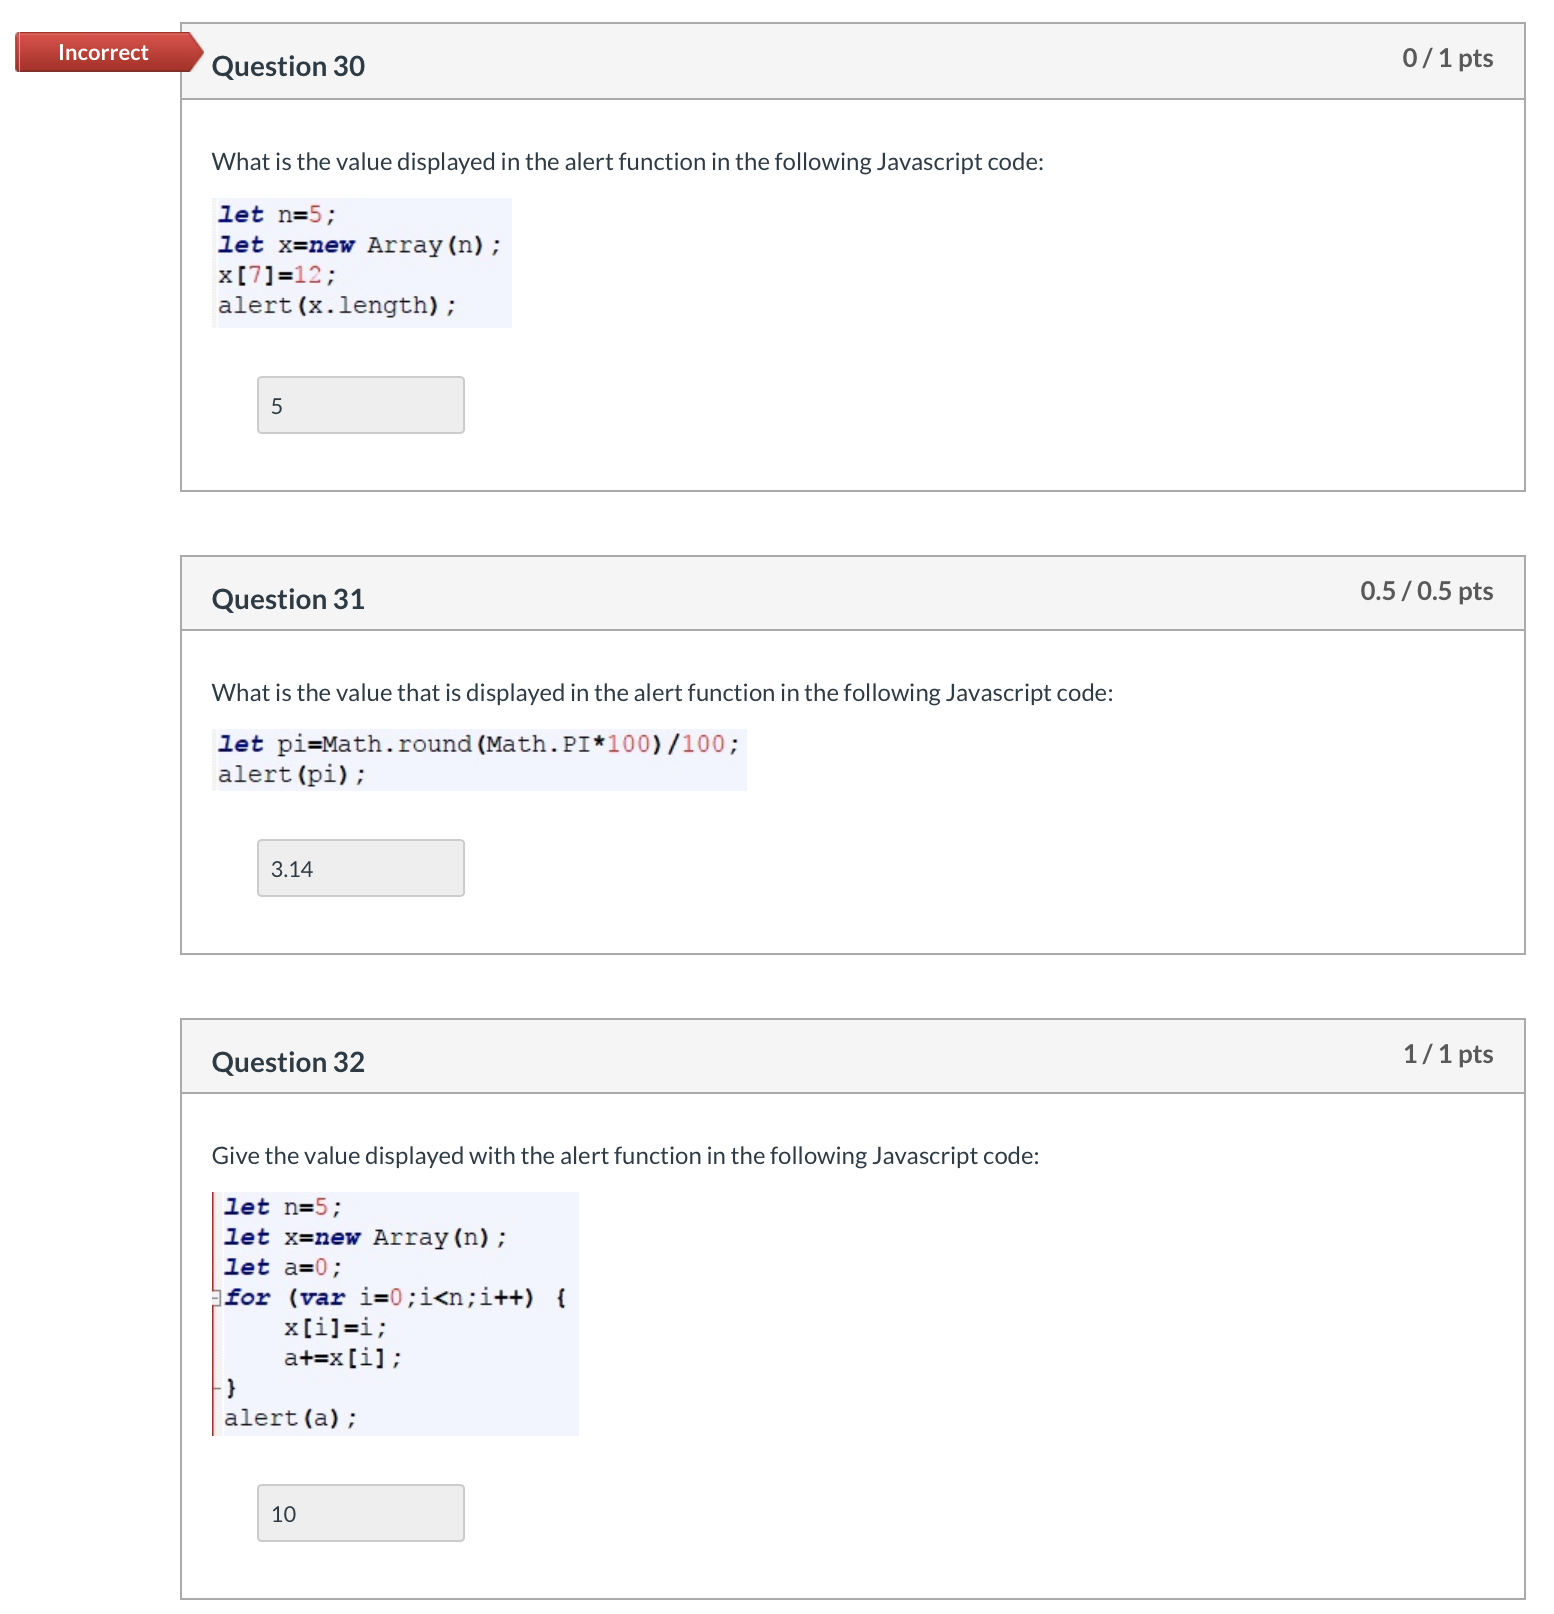 Incorrect
Question 30
0 / 1 pts
What is the value displayed in the alert function in the following Javascript code:
let n=5;
let x=new Array(n);
x[7]=12;
alert(x.length);
5
Question 31
0.5 / 0.5 pts
What is the value that is displayed in the alert function in the following Javascript code:
let pi=Math.round(Math.PI*100)/100;
alert(pi);
3.14
Question 32
1 / 1 pts
Give the value displayed with the alert function in the following Javascript code:
let n=5;
let x=new Array(n);
let a=0;
for (var i=0;i<n;i++) {
x[i]=i;
a+=x[i];
}
alert(a);
10